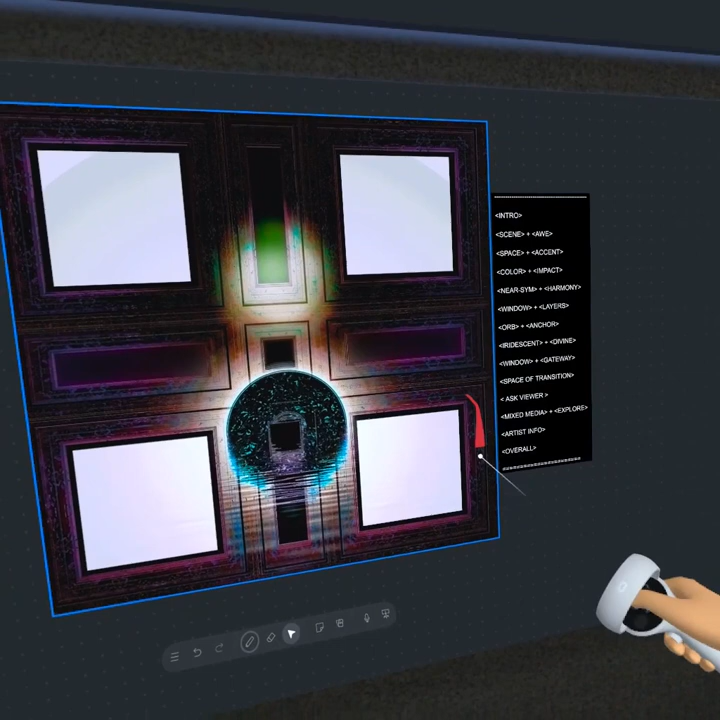 <INTRO>
<SCENE> + <AWE>
<SPACE> + <ACCENT>
<COLOR> + <IMPACT>
<NEAR-SYM> + <HARMONY>
<WINDOW> + <LAYERS>
<ORB> + <ANCHOR>
<IRIDESCENT> + <DIVINE>
<WINDOW> + <GATEWAY>
<SPACE OF TRANSITION>
< ASK VIEWER >
<MIXED MEDIA> + <EXPLORE>
<ARTIST INFO>
<OVERALL>